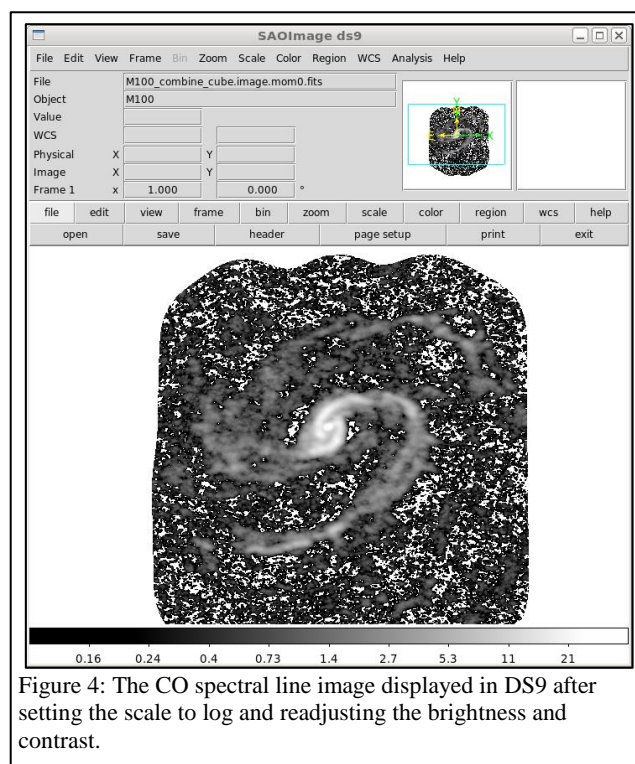 SAOImage ds9
File Edit View Frame Bin Zoom Scale Color Region WCS Analysis Help
File M100_combine_cube.image.mom0.fits
Object M100
Value
WCS
Physical X Y
Image X Y
Frame 1 x 1.000 0.000 °
Y
N
E X
file edit view frame bin zoom scale color region wcs help
open save header page setup print exit
0.16 0.24 0.4 0.73 1.4 2.7 5.3 11 21
Figure 4: The CO spectral line image displayed in DS9 after
setting the scale to log and readjusting the brightness and
contrast.